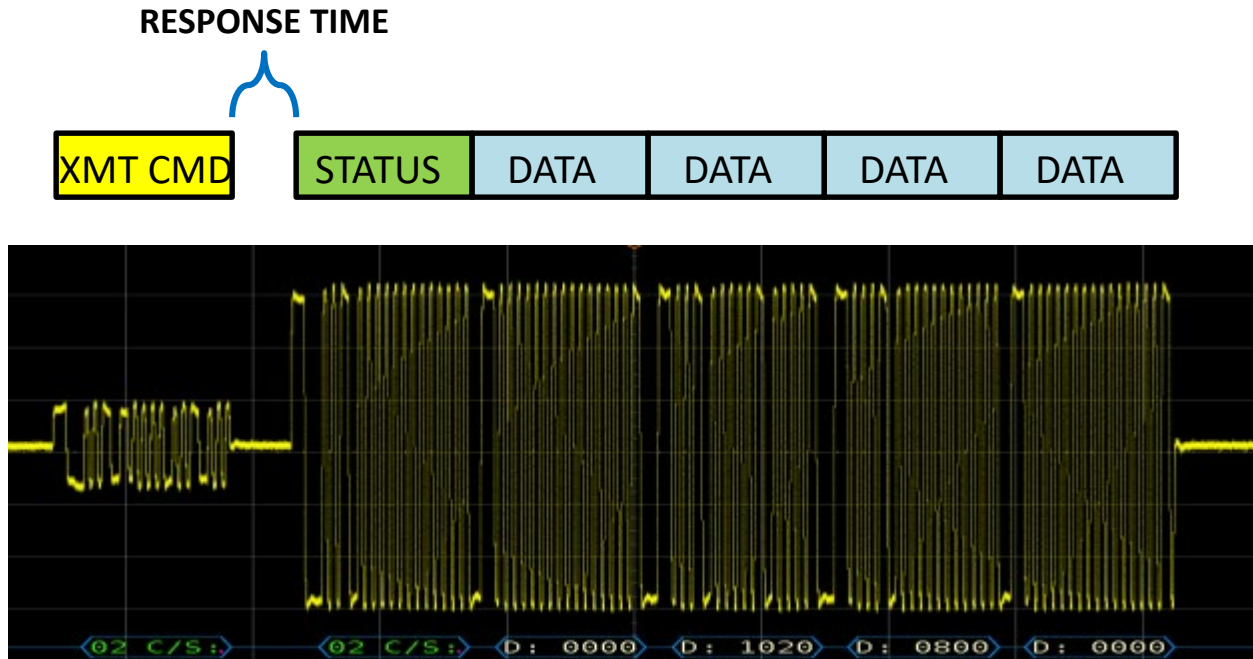 RESPONSE TIME
XMT CMD STATUS DATA DATA DATA DATA
02 C/S: 02 C/S: D: 0000 D: 1020 D: 0800 D: 0000